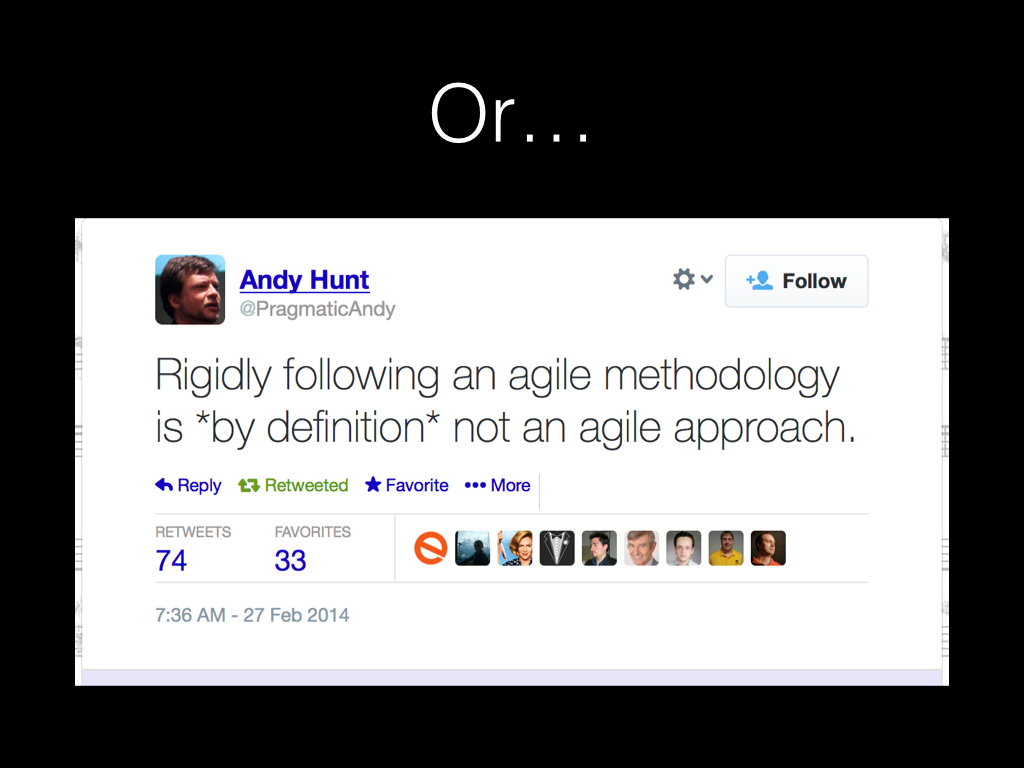 Or...
Andy Hunt
@PragmaticAndy
Follow
Rigidly following an agile methodology
is *by definition* not an agile approach.
Reply Retweeted Favorite ••• More
RETWEETS FAVORITES
74 33
7:36 AM - 27 Feb 2014